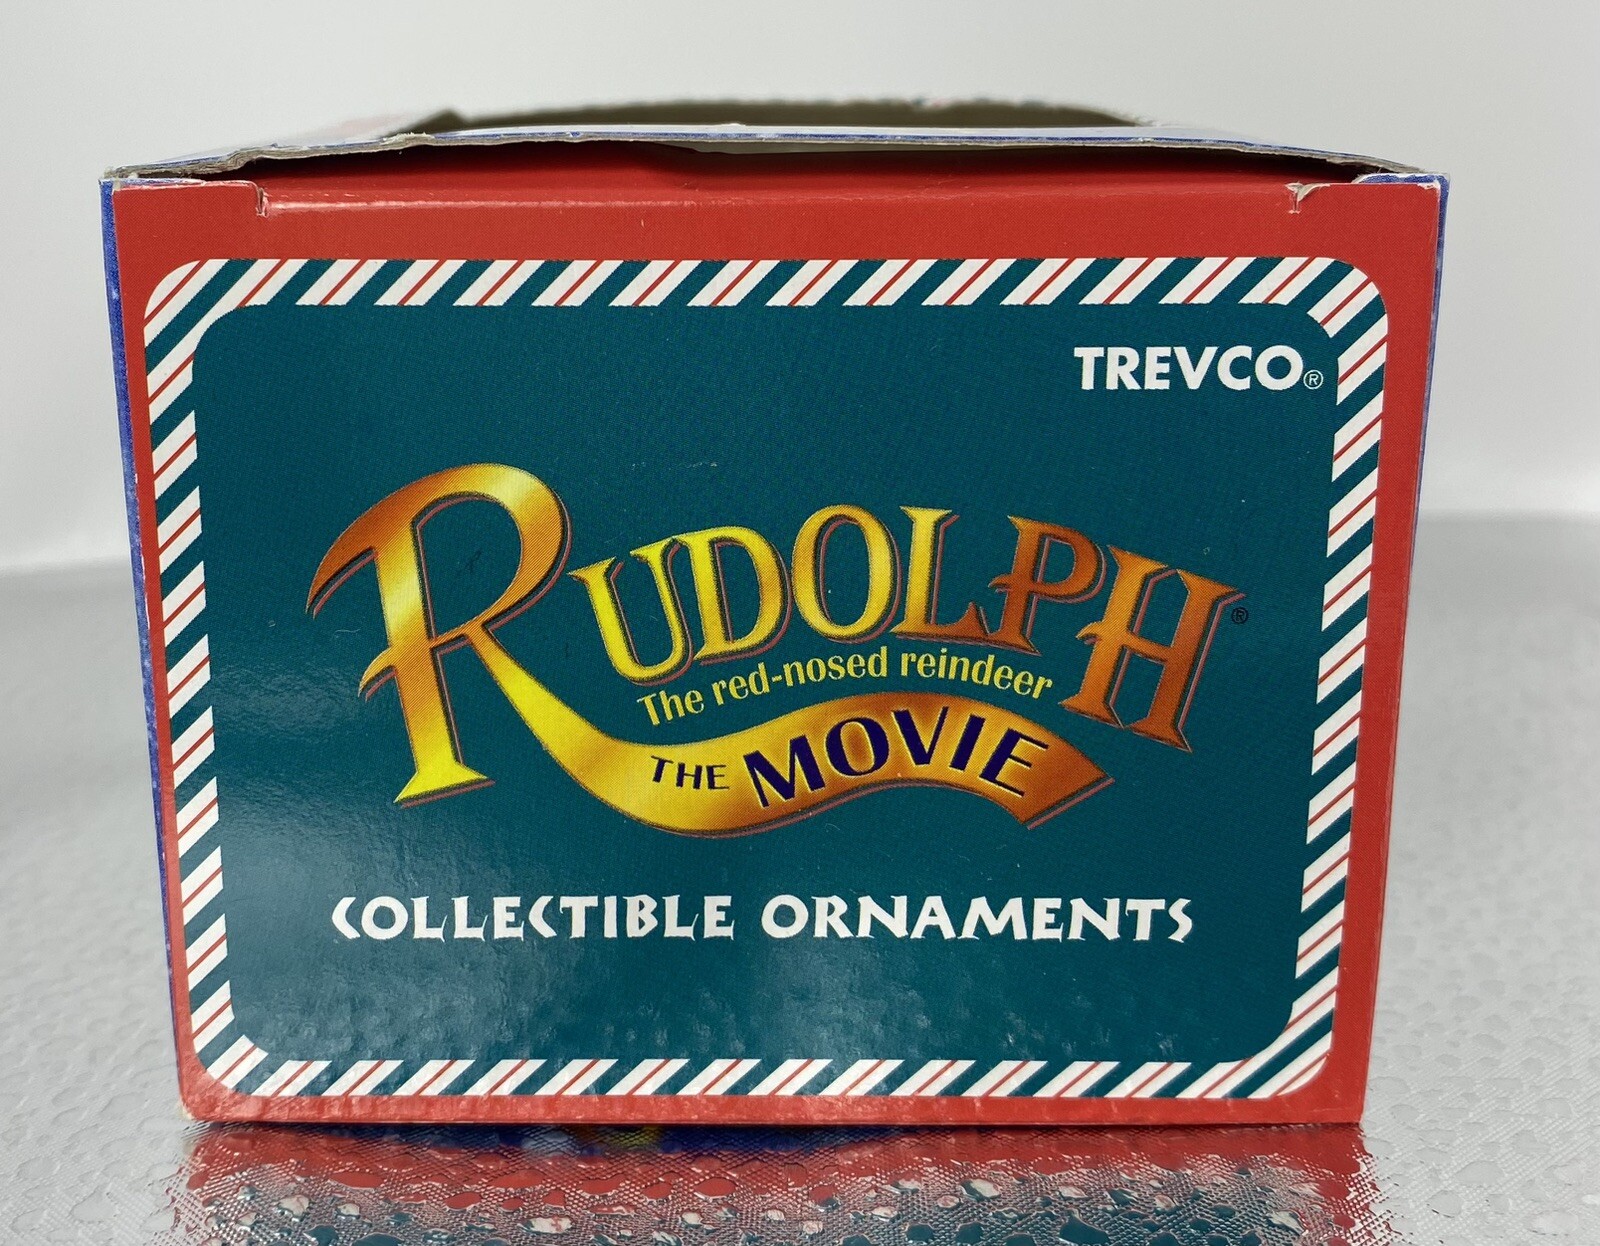 TREVCO®
RUDOLPH®
The red-nosed reindeer
THE MOVIE
COLLECTIBLE ORNAMENTS